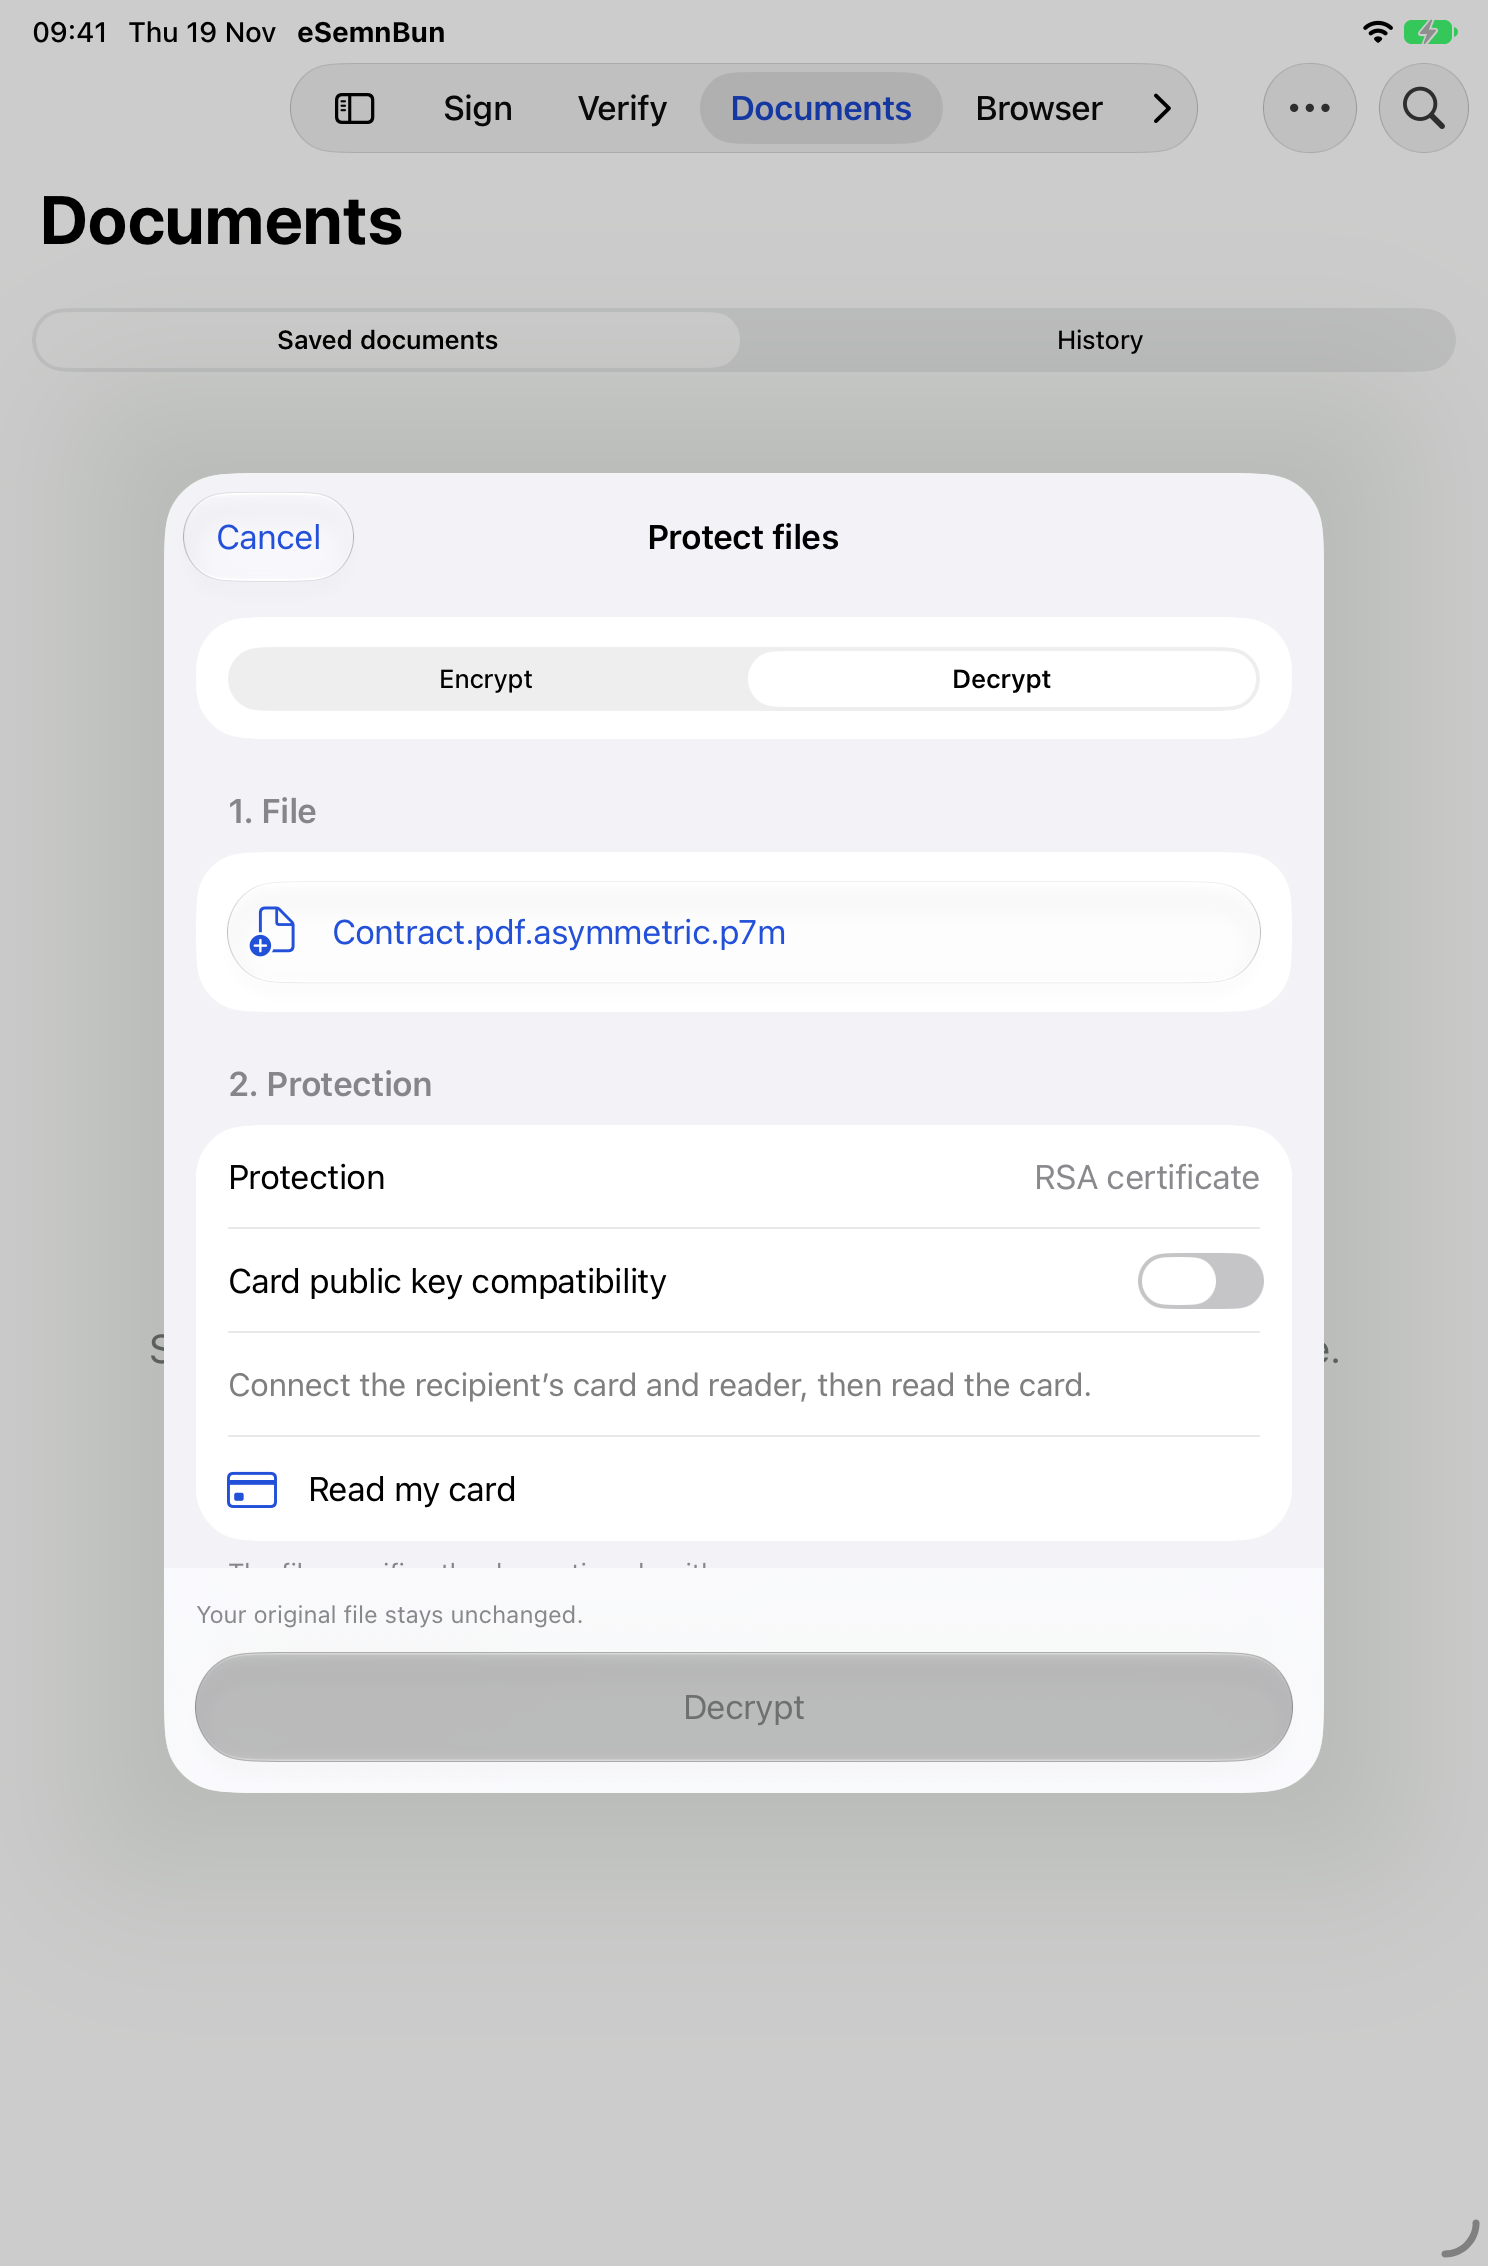 09:41 Thu 19 Nov eSemnBun
Sign Verify Documents Browser
Documents
Saved documents History
Cancel Protect files
Encrypt Decrypt
1. File
Contract.pdf.asymmetric.p7m
2. Protection
Protection RSA certificate
Card public key compatibility
Connect the recipient’s card and reader, then read the card.
Read my card
Your original file stays unchanged.
Decrypt